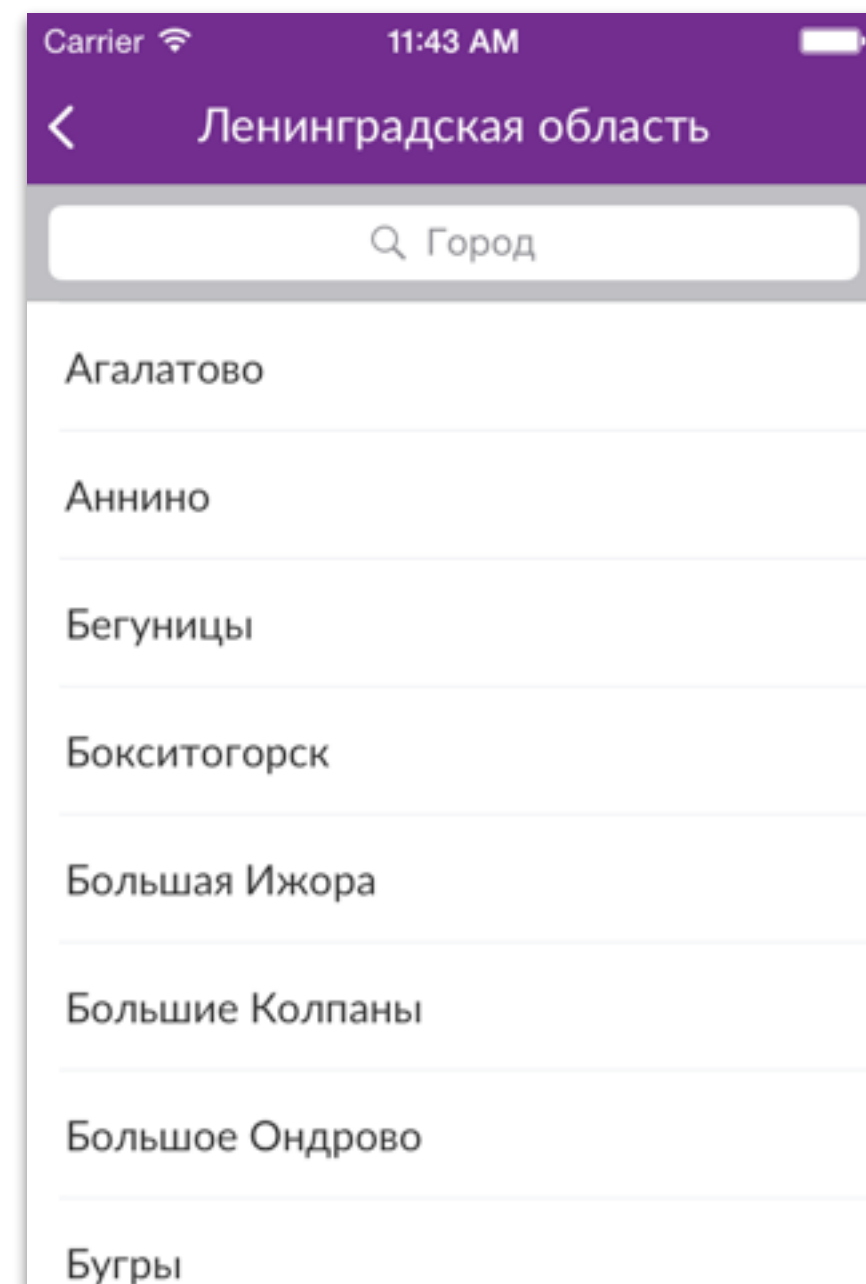 Carrier 11:43 AM
Ленинградская область
Город
Агалатово
Аннино
Бегуницы
Бокситогорск
Большая Ижора
Большие Колпаны
Большое Ондрово
Бугры